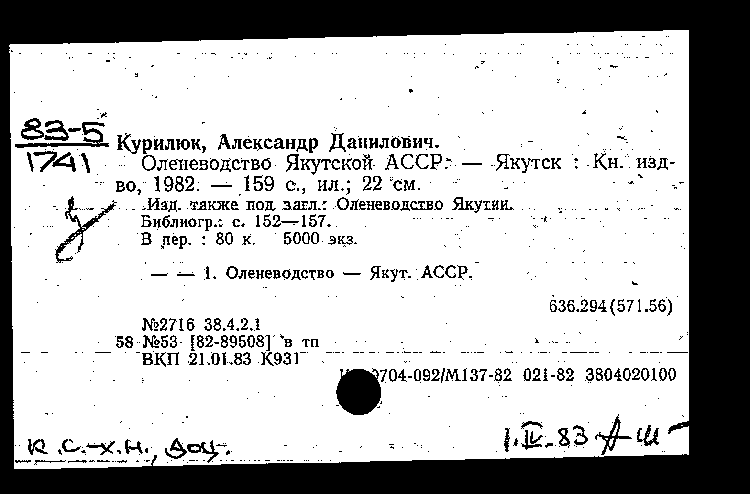 83-5
1741
Курилюк, Александр Данилович.
Оленеводство Якутской АССР. — Якутск : Кн. изд-
во, 1982. — 159 с., ил.; 22 см.
Изд. также под загл.: Оленеводство Якутии.
Библиогр.: с. 152—157.
В пер. : 80 к. 5000 экз.
— — 1. Оленеводство — Якут. АССР.
636.294(571.56)
№2716 38.4.2.1
58 №53 [82-89508] в тп
ВКП 21.01.83 К931
9704-092/М137-82 021-82 3804020100
К.С.-Х.Н., Доц.
1.IV.83